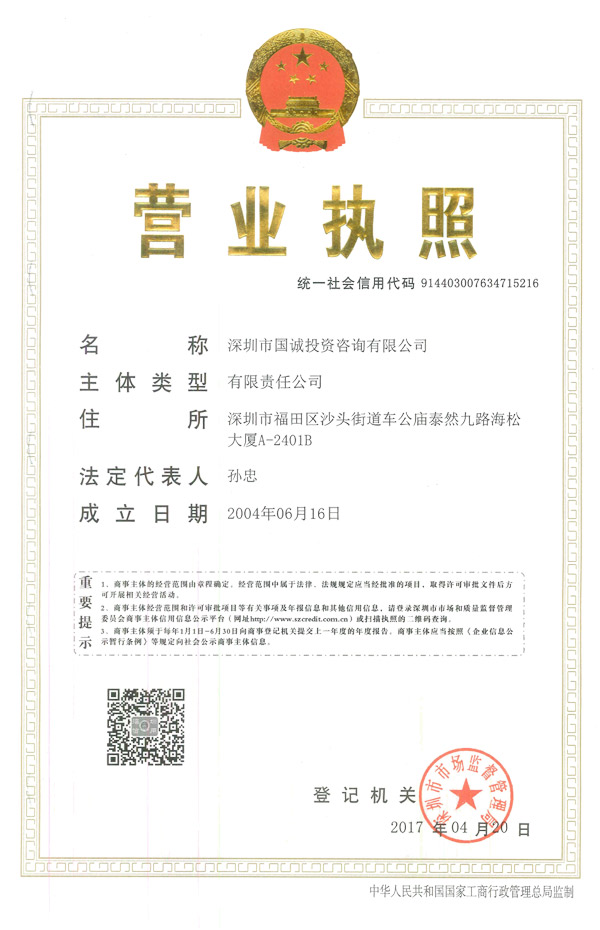 营业执照
统一社会信用代码 914403007634715216
名称 深圳市国诚投资咨询有限公司
主体类型 有限责任公司
住所 深圳市福田区沙头街道车公庙泰然九路海松
大厦A-2401B
法定代表人 孙忠
成立日期 2004年06月16日
重要提示
1、商事主体的经营范围由章程确定。经营范围中属于法律、法规规定应当经批准的项目，取得许可审批文件后方
可开展相关经营活动。
2、商事主体经营范围和许可审批项目等有关事项及年报信息和其他信用信息，请登录深圳市市场和质量监督管理
委员会商事主体信用信息公示平台（网址http://www.szcredit.com.cn）或扫描执照的二维码查询。
3、商事主体须于每年1月1日-6月30日向商事登记机关提交上一年度的年度报告。商事主体应当按照《企业信息公
示暂行条例》等规定向社会公示商事主体信息。
登记机关
深圳市市场监督管理局
2017 年 04 月 20 日
中华人民共和国国家工商行政管理总局监制